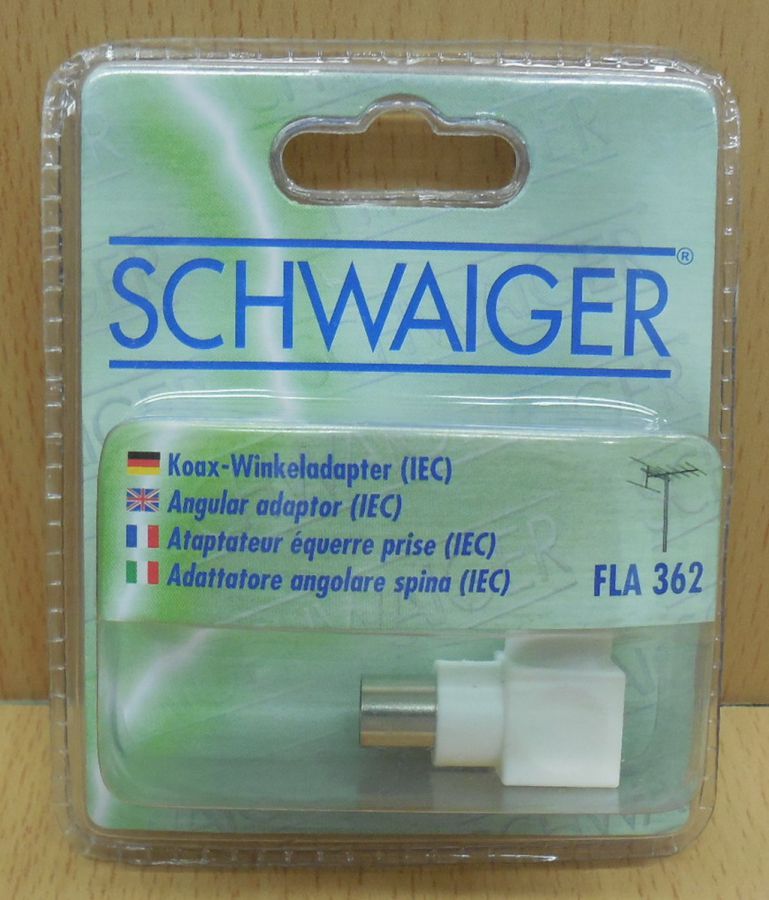 SCHWAIGER®
Koax-Winkeladapter (IEC)
Angular adaptor (IEC)
Ataptateur équerre prise (IEC)
Adattatore angolare spina (IEC)
FLA 362